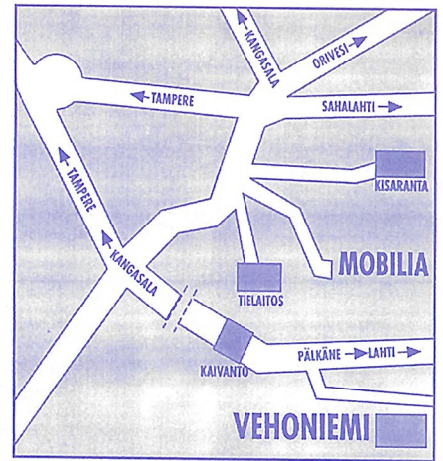 KANGASALA
ORIVESI
TAMPERE
SAHALAHTI
KISARANTA
TAMPERE
KANGASALA
MOBILIA
TIELAITOS
KAIVANTO
PÄLKÄNE LAHTI
VEHONIEMI